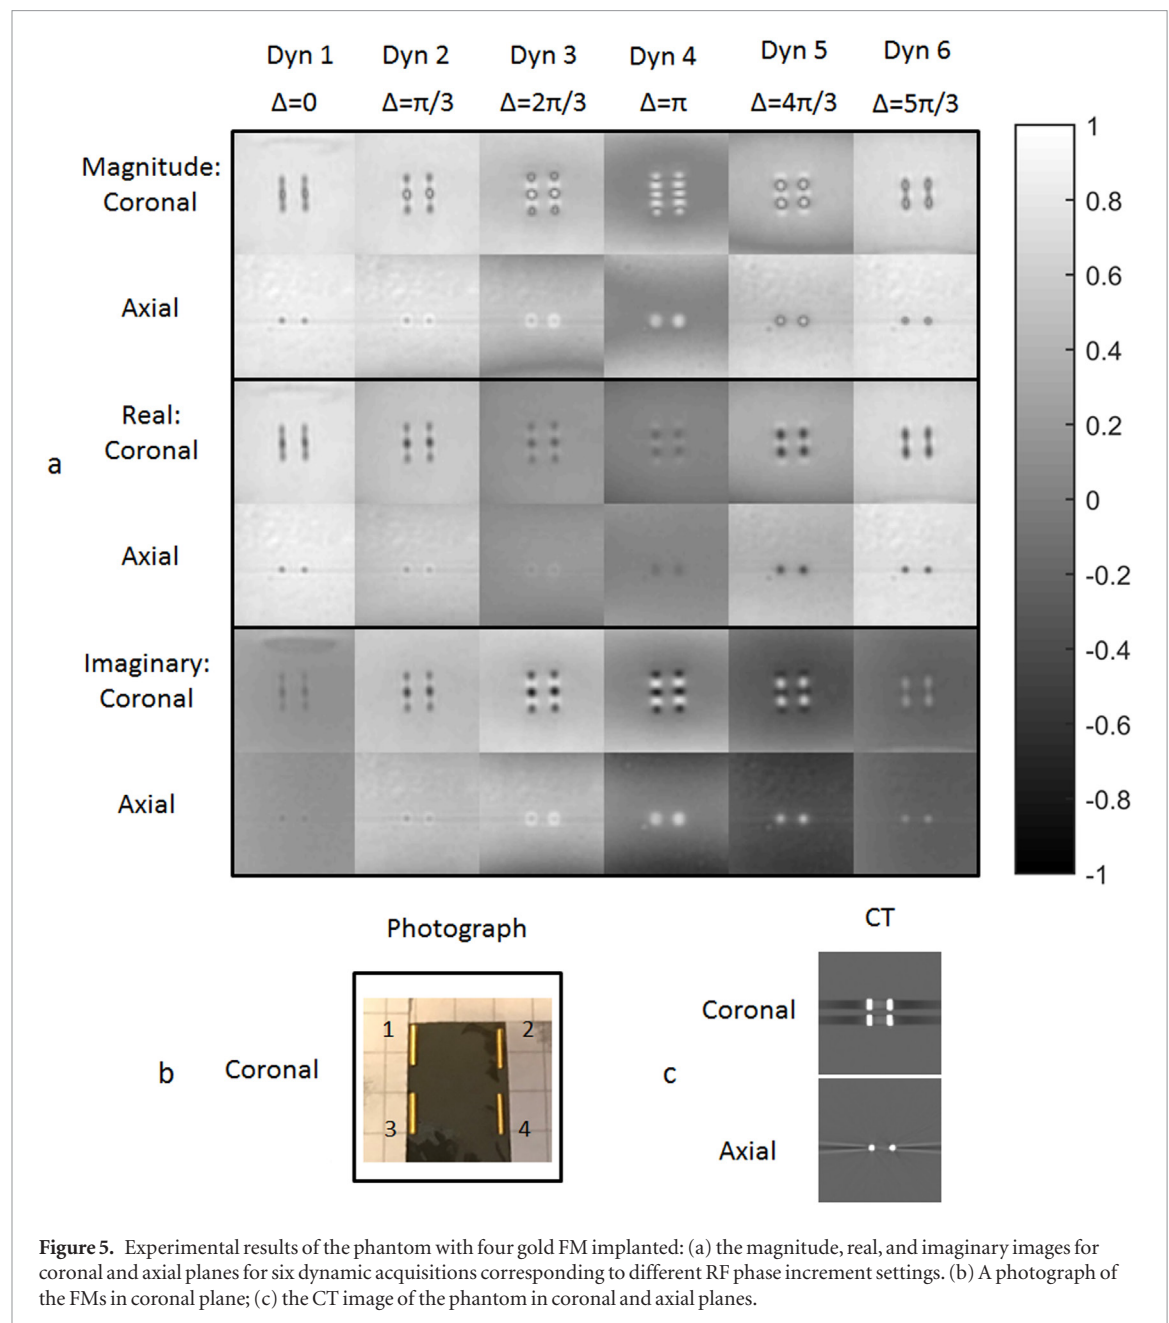 Dyn 1 Dyn 2 Dyn 3 Dyn 4 Dyn 5 Dyn 6
Δ=0 Δ=π/3 Δ=2π/3 Δ=π Δ=4π/3 Δ=5π/3
Magnitude:
Coronal
Axial
Real:
Coronal
a
Axial
Imaginary:
Coronal
Axial
1
0.8
0.6
0.4
0.2
0
-0.2
-0.4
-0.6
-0.8
-1
Photograph
b
Coronal
1 2
3 4
CT
c
Coronal
Axial
Figure 5. Experimental results of the phantom with four gold FM implanted: (a) the magnitude, real, and imaginary images for
coronal and axial planes for six dynamic acquisitions corresponding to different RF phase increment settings. (b) A photograph of
the FMs in coronal plane; (c) the CT image of the phantom in coronal and axial planes.